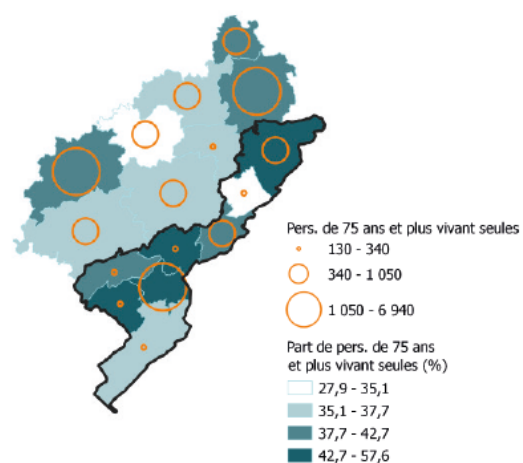 Pers. de 75 ans et plus vivant seules
130 - 340
340 - 1 050
1 050 - 6 940
Part de pers. de 75 ans
et plus vivant seules (%)
27,9 - 35,1
35,1 - 37,7
37,7 - 42,7
42,7 - 57,6